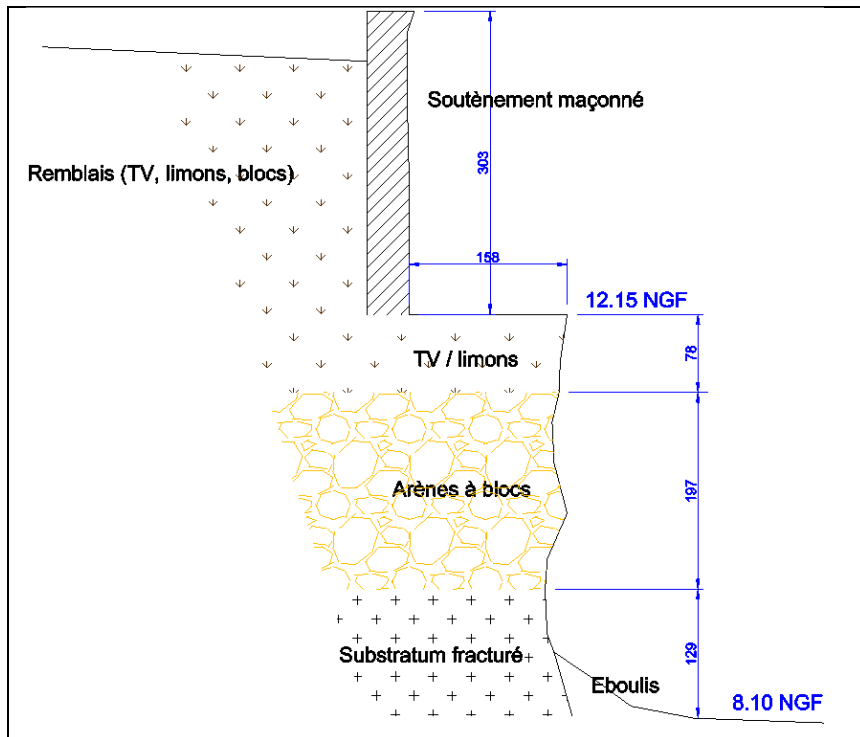 Soutènement maçonné
303
Remblais (TV, limons, blocs)
158
12.15 NGF
TV / limons
78
Arènes à blocs
197
Substratum fracturé
129
Eboulis
8.10 NGF